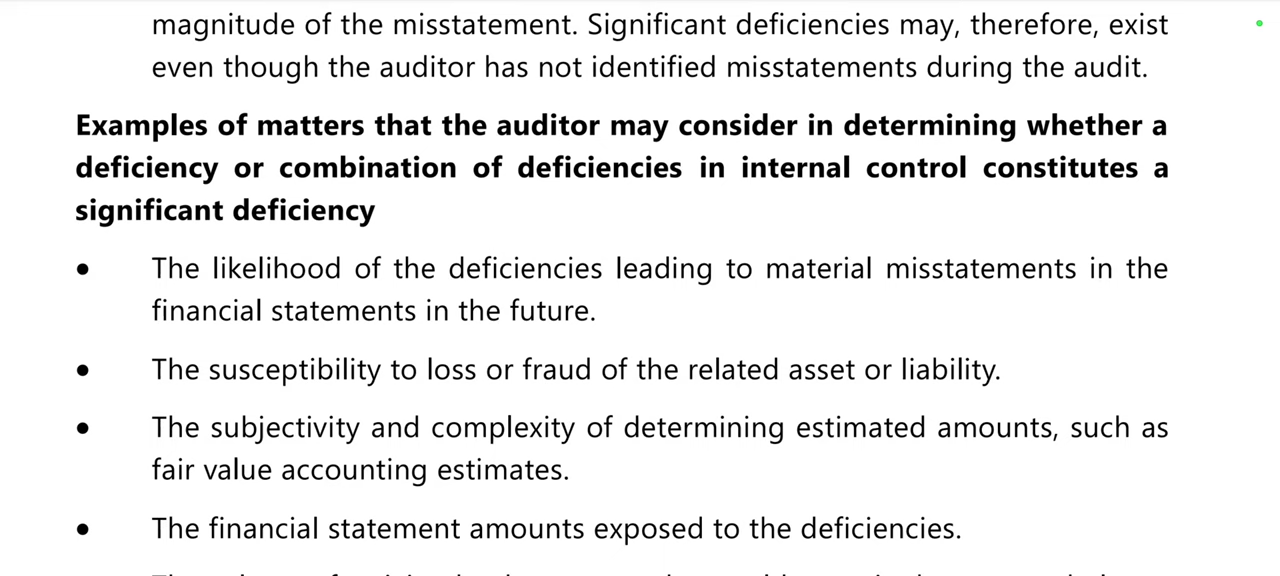 magnitude of the misstatement. Significant deficiencies may, therefore, exist
even though the auditor has not identified misstatements during the audit.
Examples of matters that the auditor may consider in determining whether a
deficiency or combination of deficiencies in internal control constitutes a
significant deficiency
• The likelihood of the deficiencies leading to material misstatements in the
financial statements in the future.
• The susceptibility to loss or fraud of the related asset or liability.
• The subjectivity and complexity of determining estimated amounts, such as
fair value accounting estimates.
• The financial statement amounts exposed to the deficiencies.